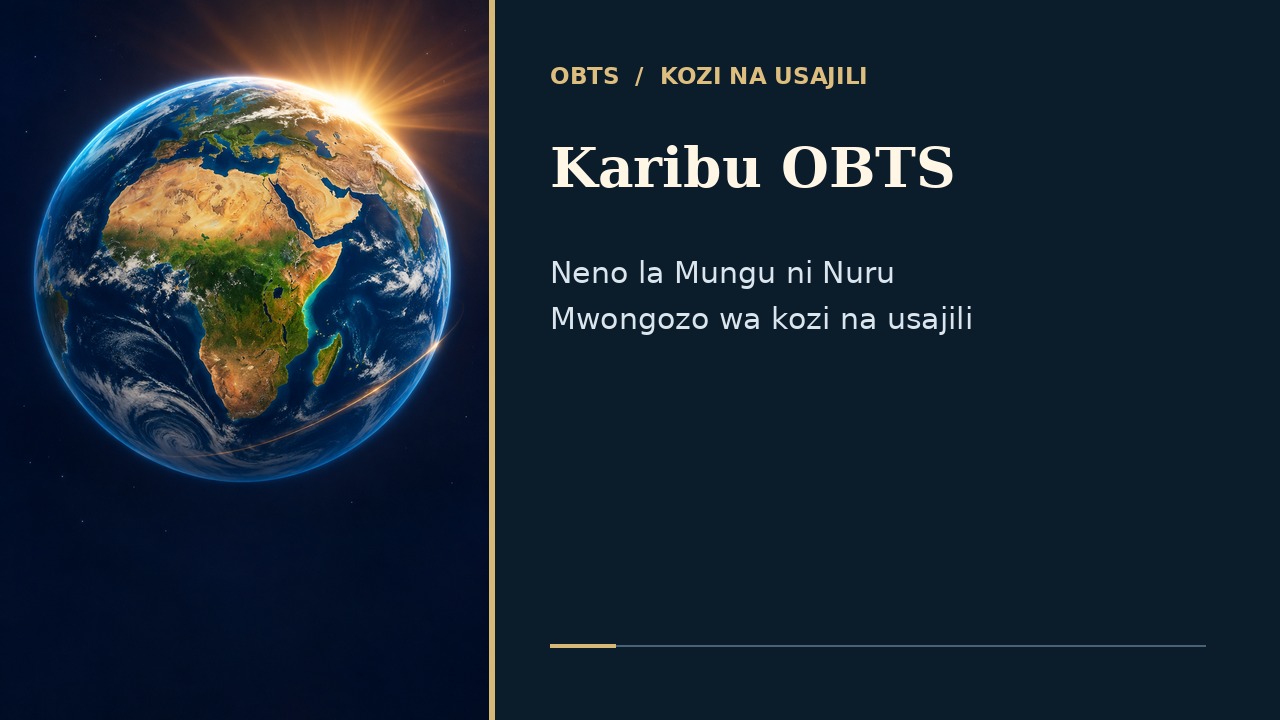 OBTS / KOZI NA USAJILI
Karibu OBTS
Neno la Mungu ni Nuru
Mwongozo wa kozi na usajili